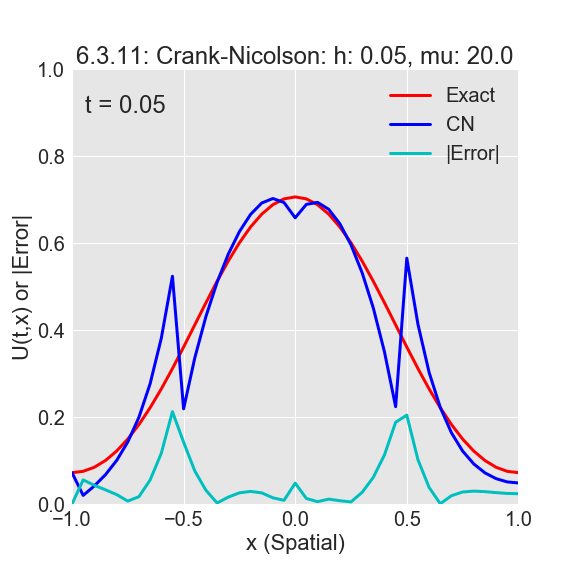 6.3.11: Crank-Nicolson: h: 0.05, mu: 20.0
1.0
t = 0.05
Exact
CN
|Error|
0.8
0.6
0.4
0.2
0.0
U(t,x) or |Error|
−1.0 −0.5 0.0 0.5 1.0
x (Spatial)